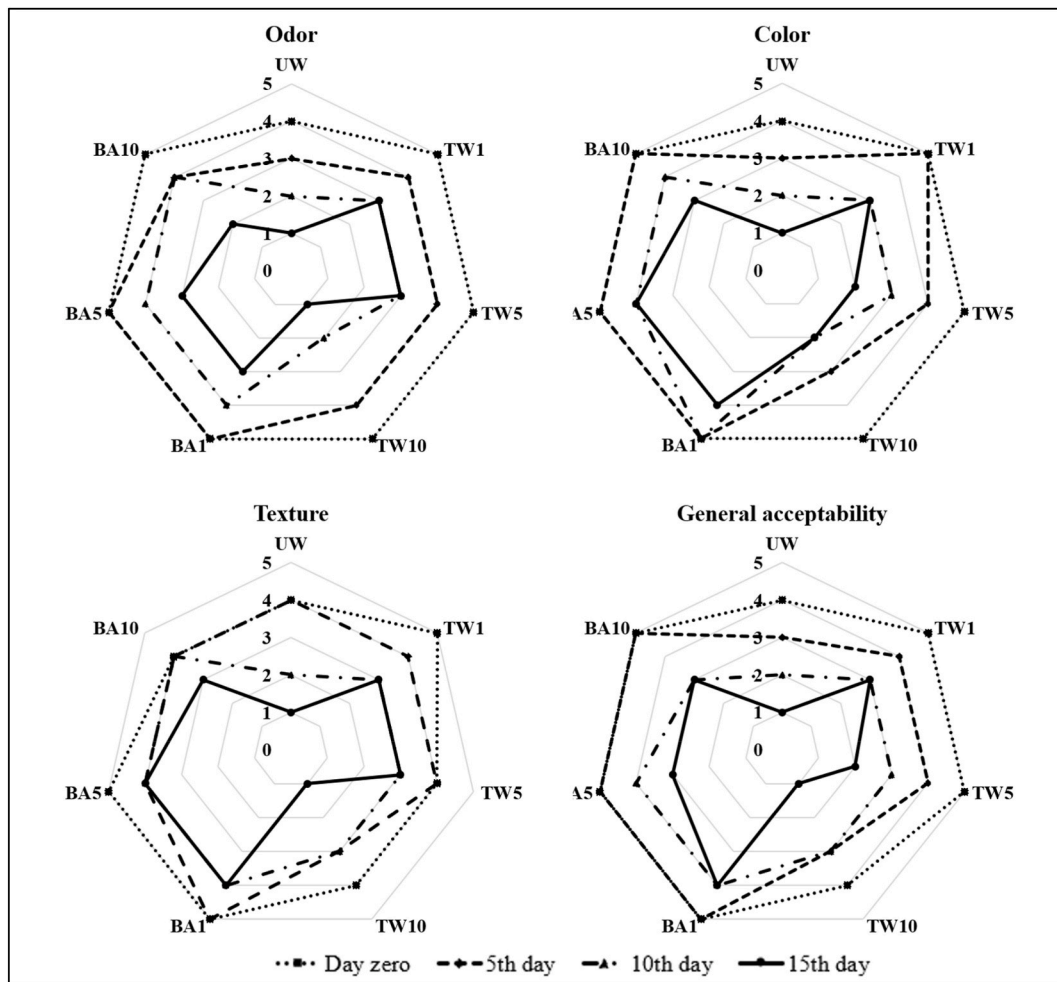 Odor
UW
5
4
3
2
1
0
TW1
TW5
TW10
BA1
BA5
BA10
Color
UW
5
4
3
2
1
0
TW1
TW5
TW10
BA1
A5
BA10
Texture
UW
5
4
3
2
1
0
TW1
TW5
TW10
BA1
BA5
BA10
General acceptability
UW
5
4
3
2
1
0
TW1
TW5
TW10
BA1
A5
BA10
Day zero 5th day 10th day 15th day